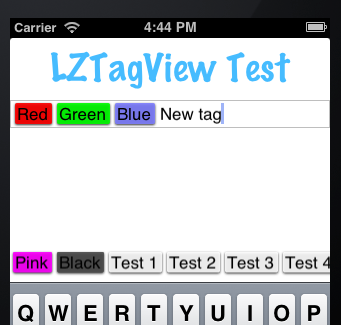 Carrier 4:44 PM
LZTagView Test
Red Green Blue New tag
Pink Black Test 1 Test 2 Test 3 Test 4
Q W E R T Y U I O P